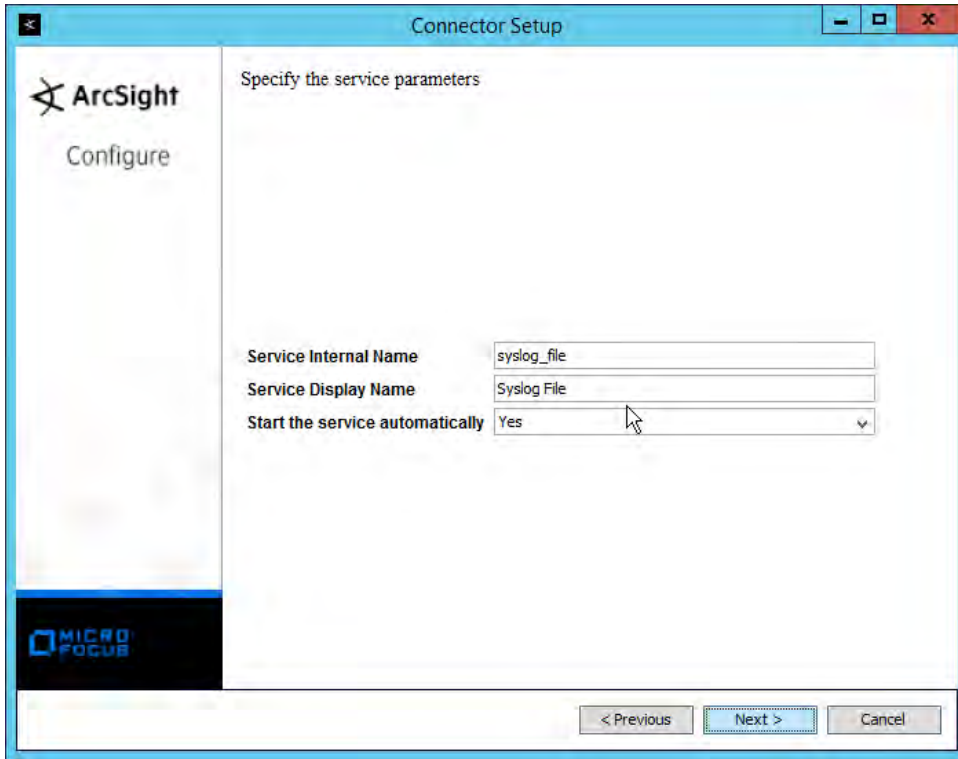 Connector Setup
ArcSight
Configure
Specify the service parameters
Service Internal Name syslog_file
Service Display Name Syslog File
Start the service automatically Yes
MICRO
FOCUS
< Previous Next > Cancel